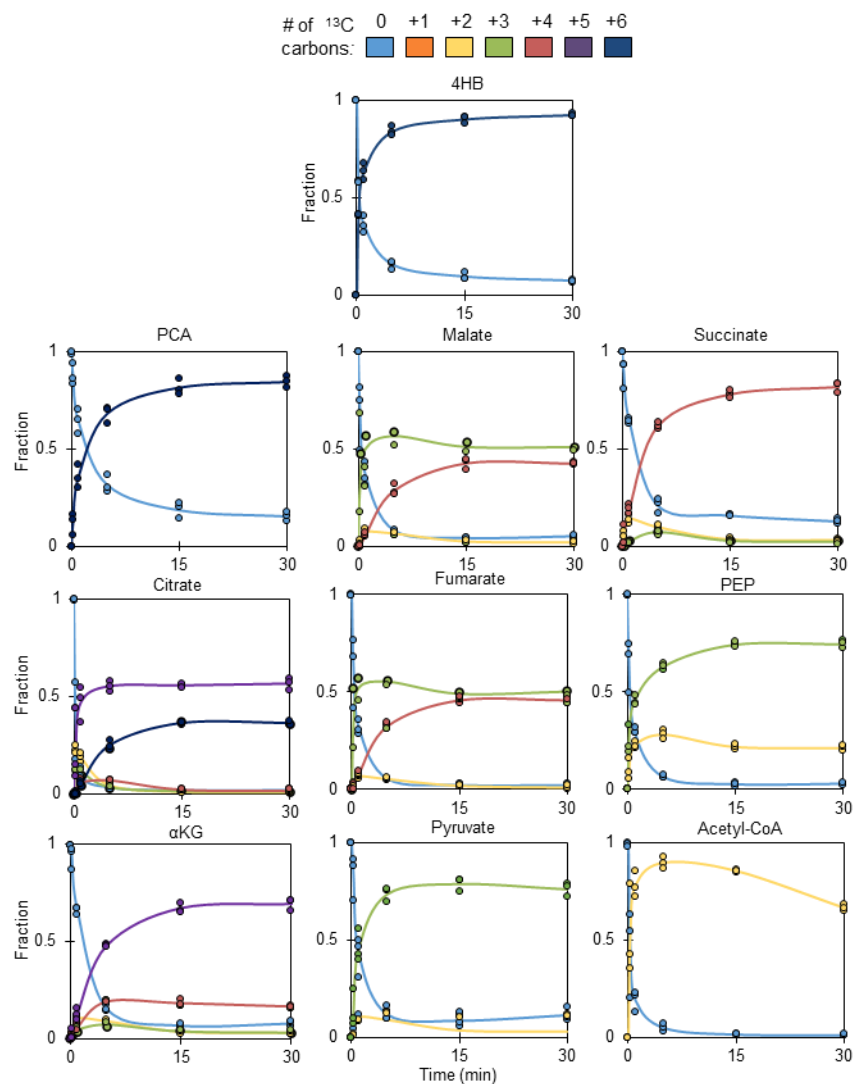 # of ¹³C 0 +1 +2 +3 +4 +5 +6
carbons:
4HB
1
0.5
0
Fraction
0 15 30
PCA Malate Succinate
1 1 1
0.5 0.5 0.5
0 0 0
Fraction
0 15 30 0 15 30 0 15 30
Citrate Fumarate PEP
1 1 1
0.5 0.5 0.5
0 0 0
Fraction
0 15 30 0 15 30 0 15 30
αKG Pyruvate Acetyl-CoA
1 1 1
0.5 0.5 0.5
0 0 0
Fraction
0 15 30 0 15 30 0 15 30
Time (min)